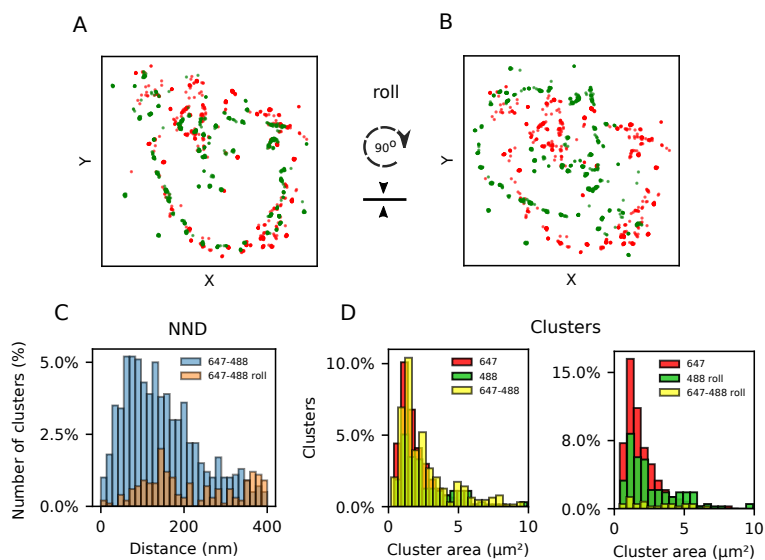 A
B
roll
90°
Y
X
Y
X
C
NND
D
Clusters
Number of clusters (%)
5.0%
2.5%
0.0%
647-488
647-488 roll
0
200
400
Distance (nm)
Clusters
10.0%
5.0%
0.0%
647
488
647-488
0
5
10
Cluster area (μm²)
15.0%
8.0%
0.0%
647
488 roll
647-488 roll
0
5
10
Cluster area (μm²)